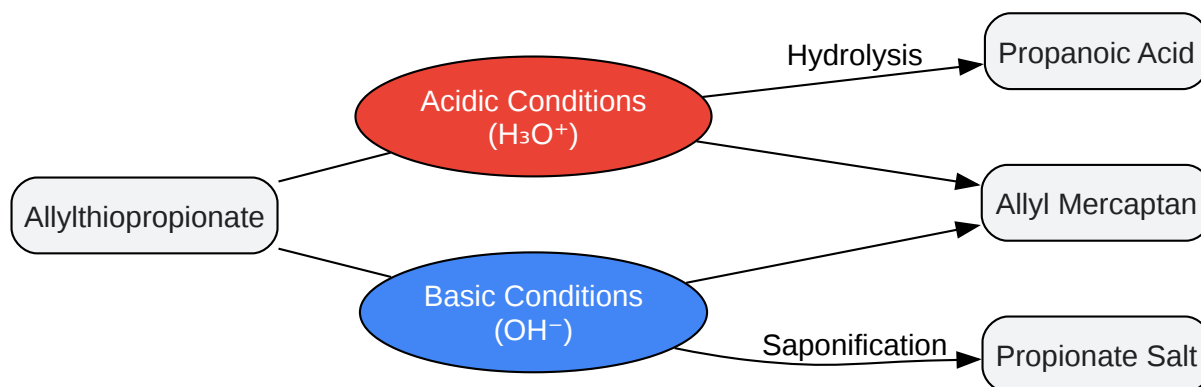 Hydrolysis
Propanoic Acid
Acidic Conditions
(H₃O⁺)
Allylthiopropionate
Allyl Mercaptan
Basic Conditions
(OH⁻)
Saponification
Propionate Salt